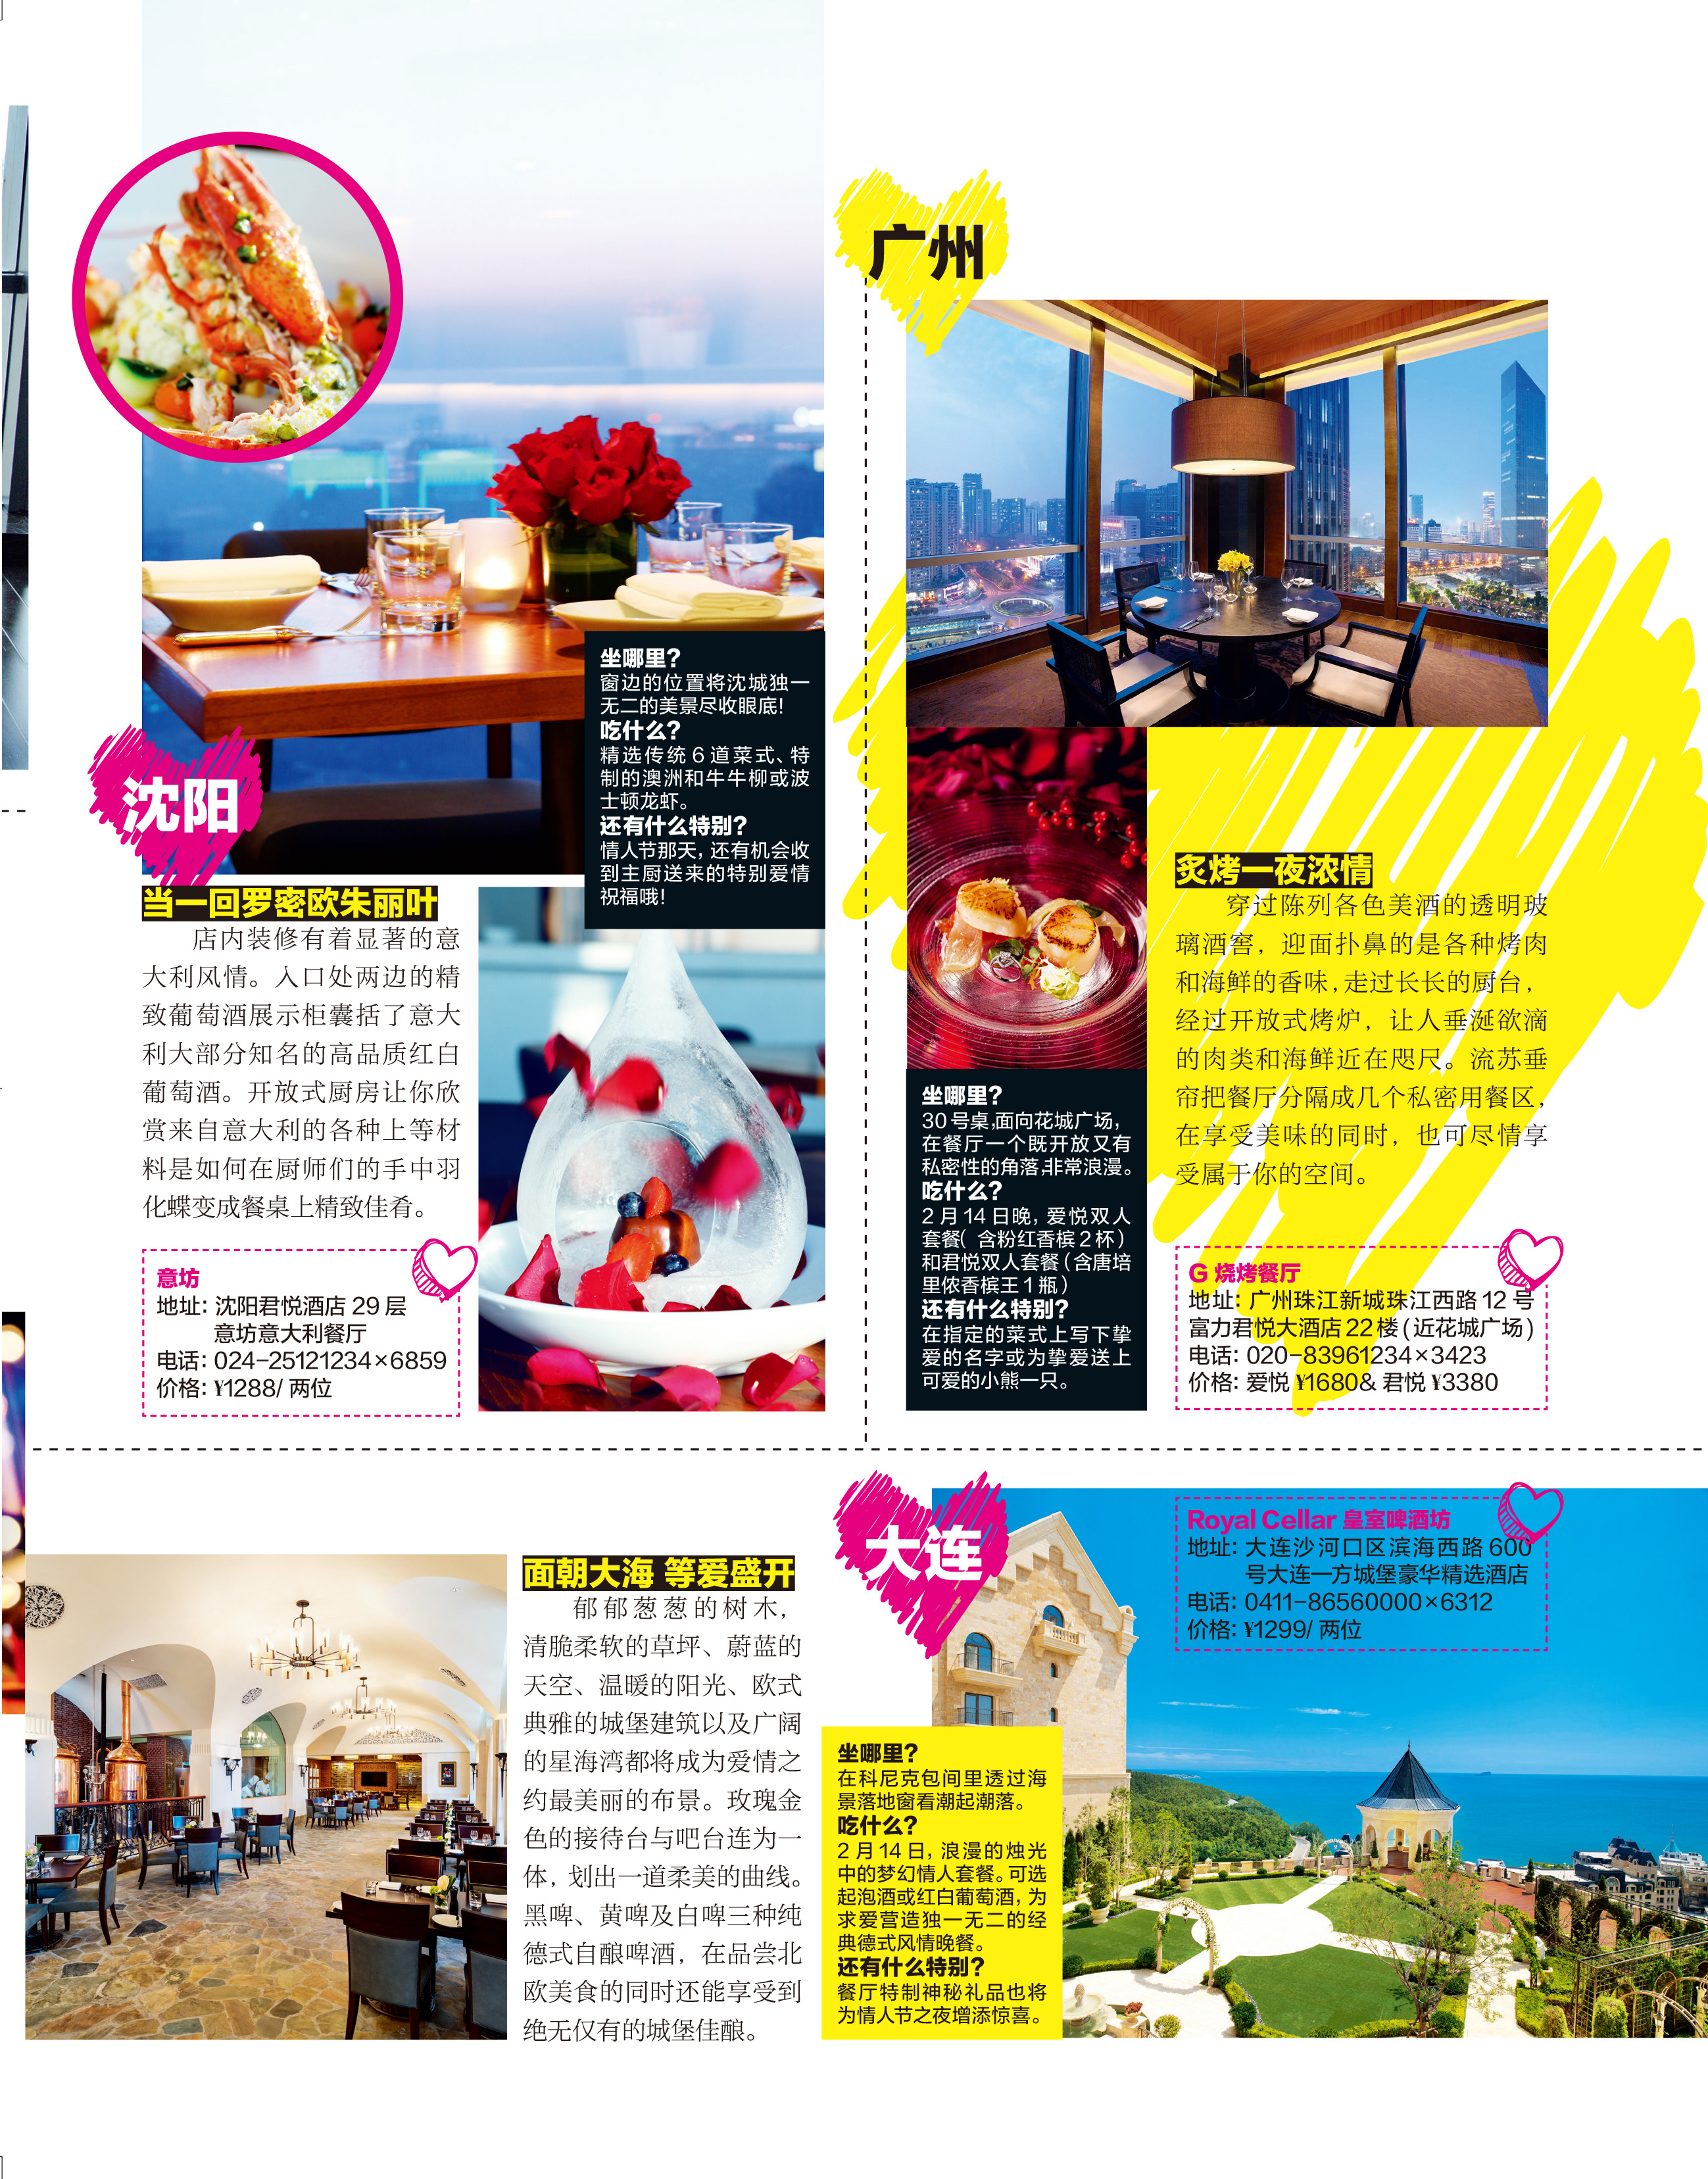 沈阳
当一回罗密欧朱丽叶
店内装修有着显著的意
大利风情。入口处两边的精
致葡萄酒展示柜囊括了意大
利大部分知名的高品质红白
葡萄酒。开放式厨房让你欣
赏来自意大利的各种上等材
料是如何在厨师们的手中羽
化蝶变成餐桌上精致佳肴。
意坊
地址：沈阳君悦酒店 29 层
意坊意大利餐厅
电话：024-25121234×6859
价格：¥1288/ 两位
坐哪里？
窗边的位置将沈城独一
无二的美景尽收眼底！
吃什么？
精选传统 6 道菜式、特
制的澳洲和牛牛柳或波
士顿龙虾。
还有什么特别？
情人节那天，还有机会收
到主厨送来的特别爱情
祝福哦！
广州
坐哪里？
30 号桌,面向花城广场，
在餐厅一个既开放又有
私密性的角落,非常浪漫。
吃什么？
2 月 14 日晚，爱悦双人
套餐（ 含粉红香槟 2 杯）
和君悦双人套餐（含唐培
里侬香槟王 1 瓶）
还有什么特别？
在指定的菜式上写下挚
爱的名字或为挚爱送上
可爱的小熊一只。
炙烤一夜浓情
穿过陈列各色美酒的透明玻
璃酒窖，迎面扑鼻的是各种烤肉
和海鲜的香味，走过长长的厨台，
经过开放式烤炉，让人垂涎欲滴
的肉类和海鲜近在咫尺。流苏垂
帘把餐厅分隔成几个私密用餐区，
在享受美味的同时，也可尽情享
受属于你的空间。
G 烧烤餐厅
地址：广州珠江新城珠江西路 12 号
富力君悦大酒店 22 楼 ( 近花城广场 )
电话：020-83961234×3423
价格：爱悦 ¥1680& 君悦 ¥3380
面朝大海 等爱盛开
郁郁葱葱的树木，
清脆柔软的草坪、蔚蓝的
天空、温暖的阳光、欧式
典雅的城堡建筑以及广阔
的星海湾都将成为爱情之
约最美丽的布景。玫瑰金
色的接待台与吧台连为一
体，划出一道柔美的曲线。
黑啤、黄啤及白啤三种纯
德式自酿啤酒，在品尝北
欧美食的同时还能享受到
绝无仅有的城堡佳酿。
大连
Royal Cellar 皇室啤酒坊
地址：大连沙河口区滨海西路 600
号大连一方城堡豪华精选酒店
电话：0411-86560000×6312
价格：¥1299/ 两位
坐哪里？
在科尼克包间里透过海
景落地窗看潮起潮落。
吃什么？
2 月 14 日，浪漫的烛光
中的梦幻情人套餐。可选
起泡酒或红白葡萄酒，为
求爱营造独一无二的经
典德式风情晚餐。
还有什么特别？
餐厅特制神秘礼品也将
为情人节之夜增添惊喜。